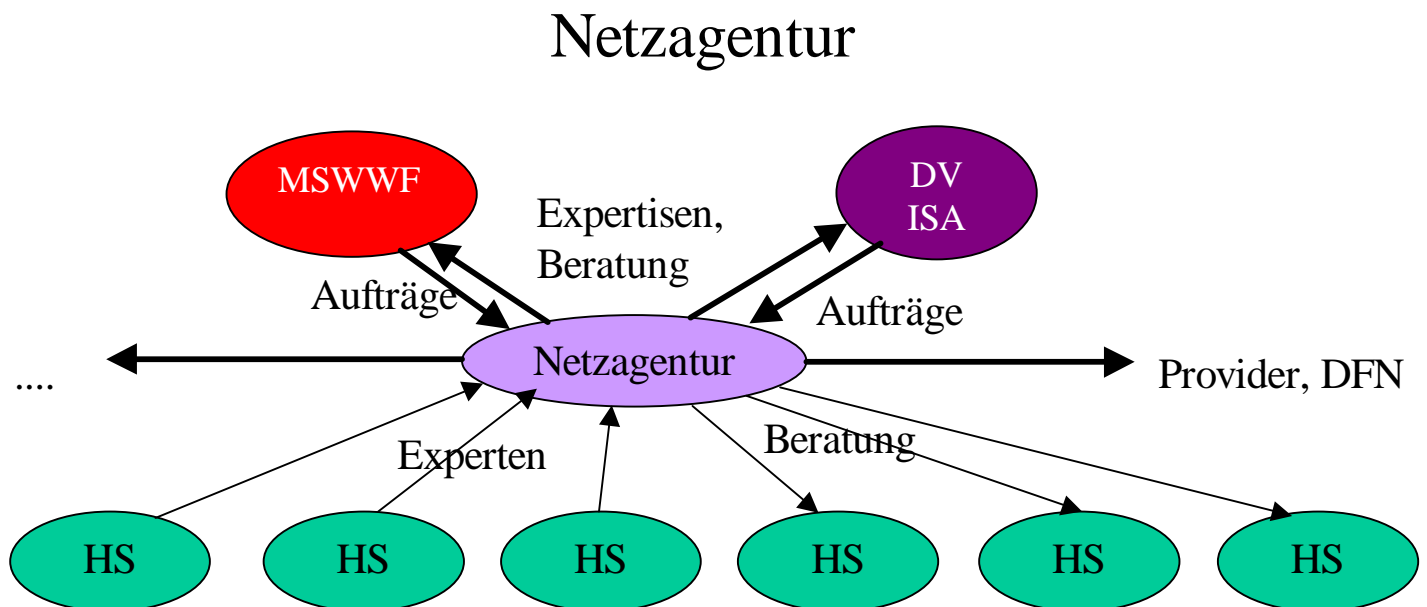 Netzagentur
MSWWF
DV
ISA
Expertisen,
Beratung
Aufträge
Aufträge
Netzagentur
....
Provider, DFN
Experten
Beratung
HS
HS
HS
HS
HS
HS